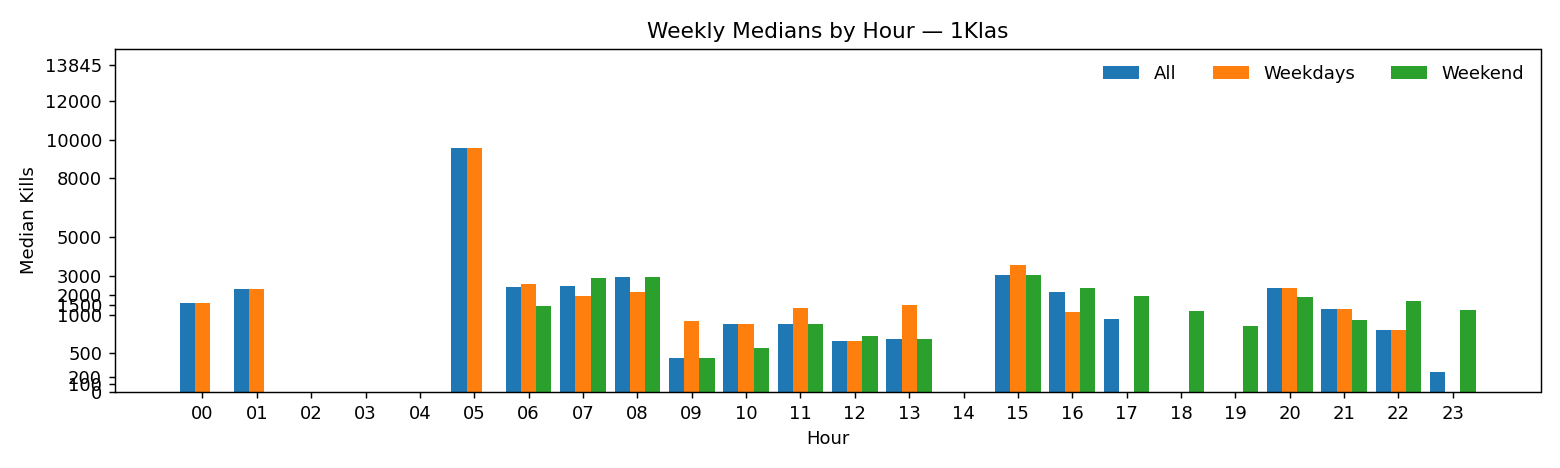 Weekly Medians by Hour — 1Klas
All
Weekdays
Weekend
Median Kills
13845
12000
10000
8000
5000
3000
2000
1500
1000
500
200
100
0
00 01 02 03 04 05 06 07 08 09 10 11 12 13 14 15 16 17 18 19 20 21 22 23
Hour